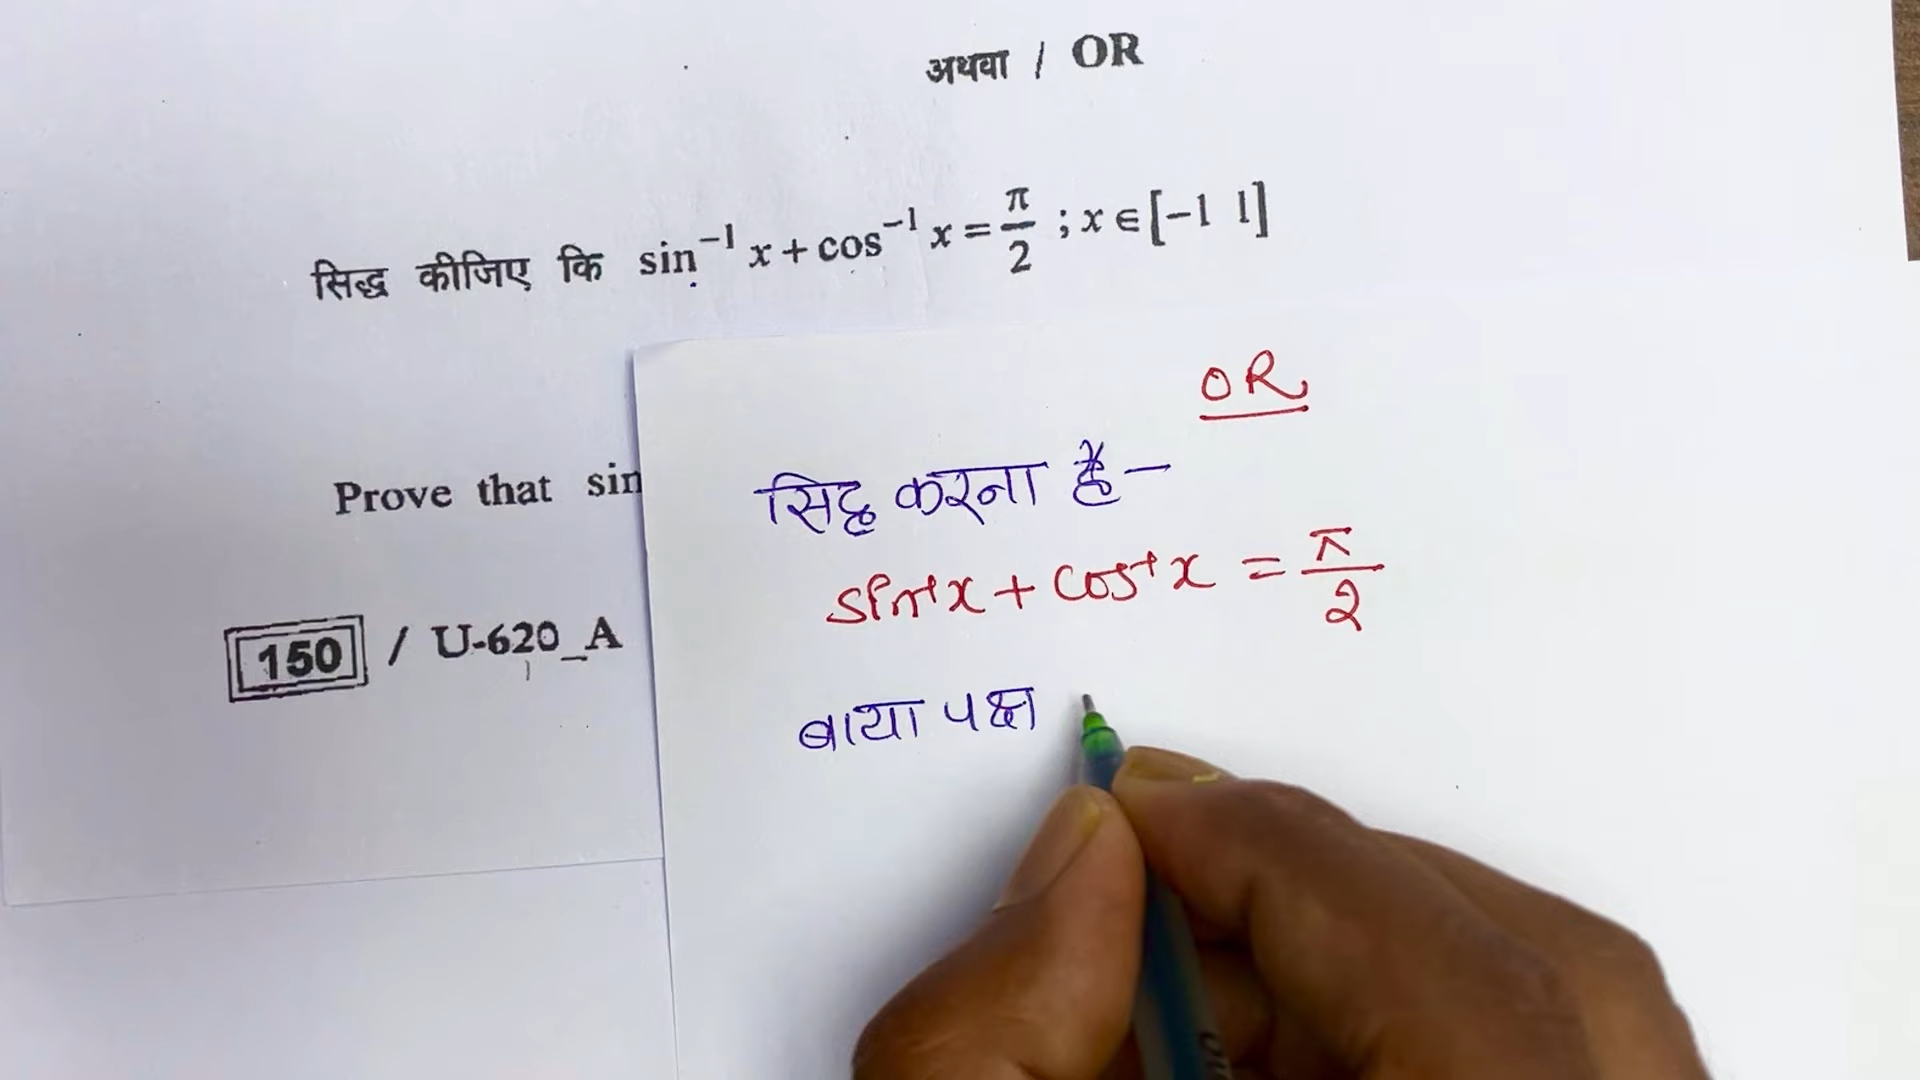 अथवा / OR
सिद्ध कीजिए कि sin⁻¹ x + cos⁻¹ x = π/2 ; x ∈ [-1 1]
OR
Prove that sin
सिद्ध करना है –
sin⁻¹x + cos⁻¹x = π/2
150 / U-620_A
बाया पक्ष